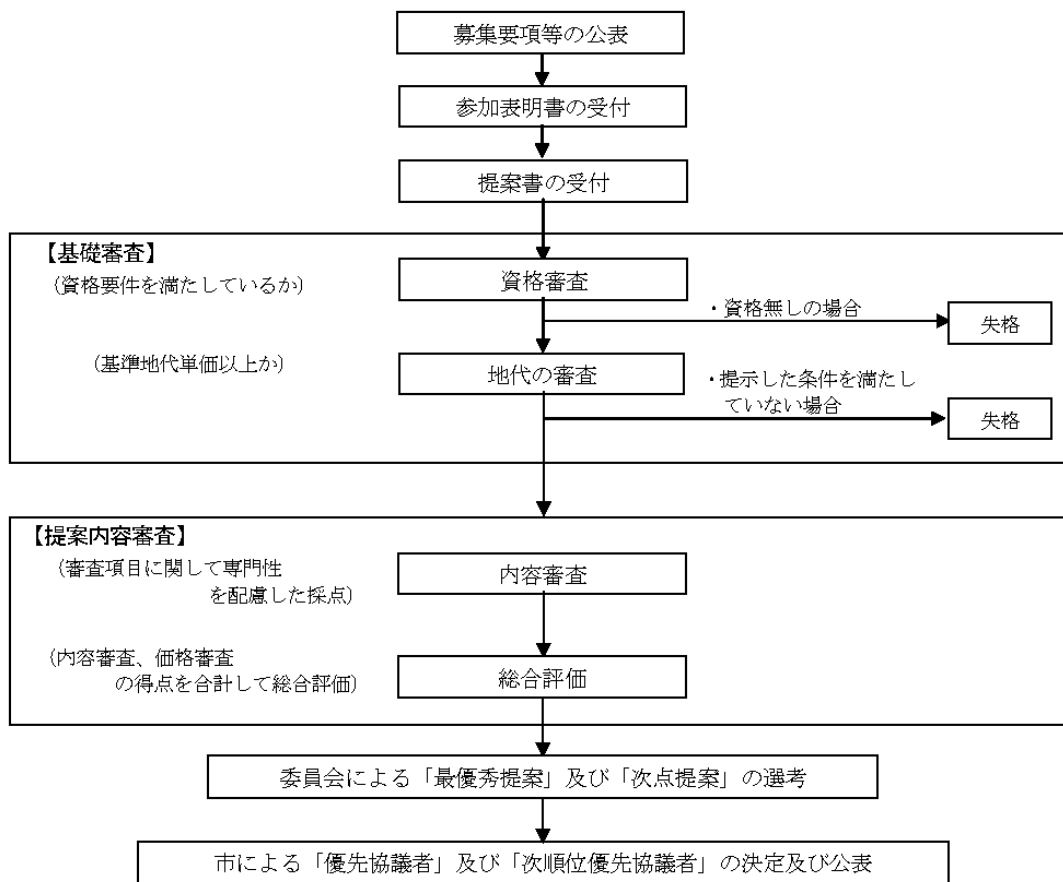 募集要項等の公表
参加表明書の受付
提案書の受付
【基礎審査】
（資格要件を満たしているか）
資格審査
・資格無しの場合
失格
（基準地代単価以上か）
地代の審査
・提示した条件を満たし
ていない場合
失格
【提案内容審査】
（審査項目に関して専門性
を配慮した採点）
内容審査
（内容審査、価格審査
の得点を合計して総合評価）
総合評価
委員会による「最優秀提案」及び「次点提案」の選考
市による「優先協議者」及び「次順位優先協議者」の決定及び公表